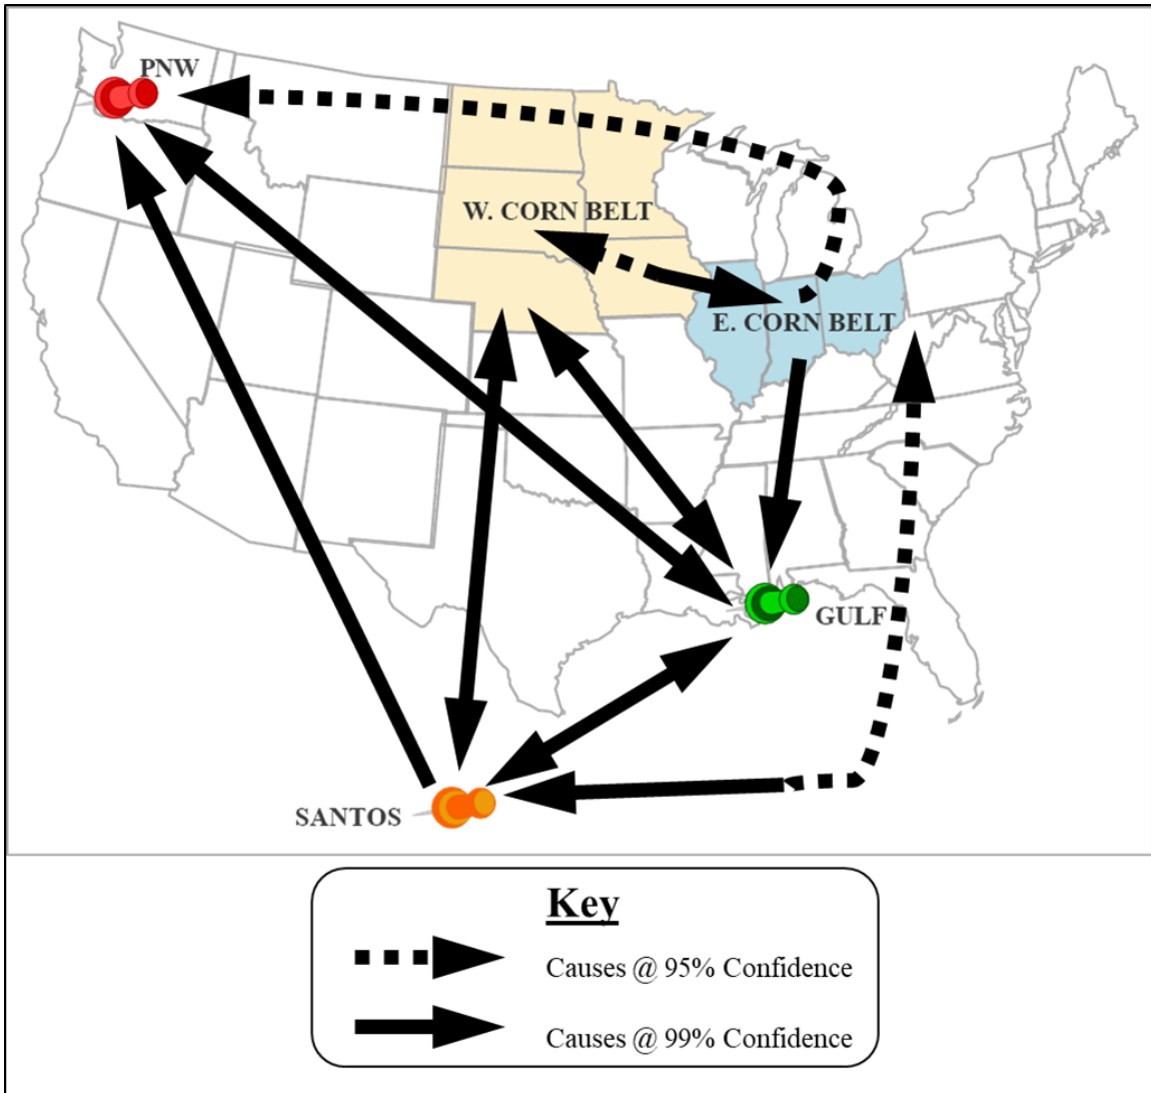 PNW
W. CORN BELT
E. CORN BELT
GULF
SANTOS
Key
Causes @ 95% Confidence
Causes @ 99% Confidence